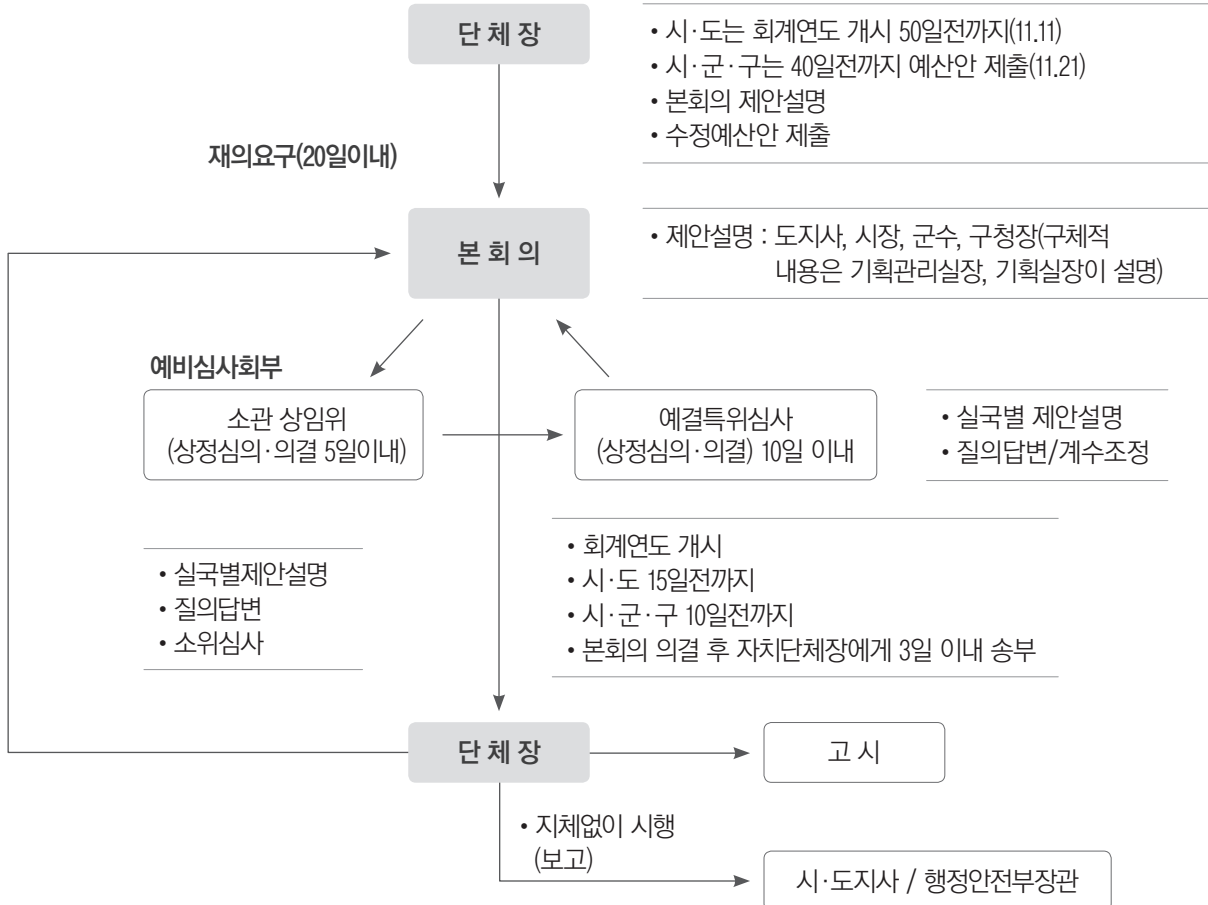 단 체 장
• 시·도는 회계연도 개시 50일전까지(11.11)
• 시·군·구는 40일전까지 예산안 제출(11.21)
• 본회의 제안설명
• 수정예산안 제출
재의요구(20일이내)
본 회 의
• 제안설명 : 도지사, 시장, 군수, 구청장(구체적
내용은 기획관리실장, 기획실장이 설명)
예비심사회부
소관 상임위
(상정심의·의결 5일이내)
예결특위심사
(상정심의·의결) 10일 이내
• 실국별 제안설명
• 질의답변/계수조정
• 실국별제안설명
• 질의답변
• 소위심사
• 회계연도 개시
• 시·도 15일전까지
• 시·군·구 10일전까지
• 본회의 의결 후 자치단체장에게 3일 이내 송부
단 체 장
고 시
• 지체없이 시행
(보고)
시·도지사 / 행정안전부장관